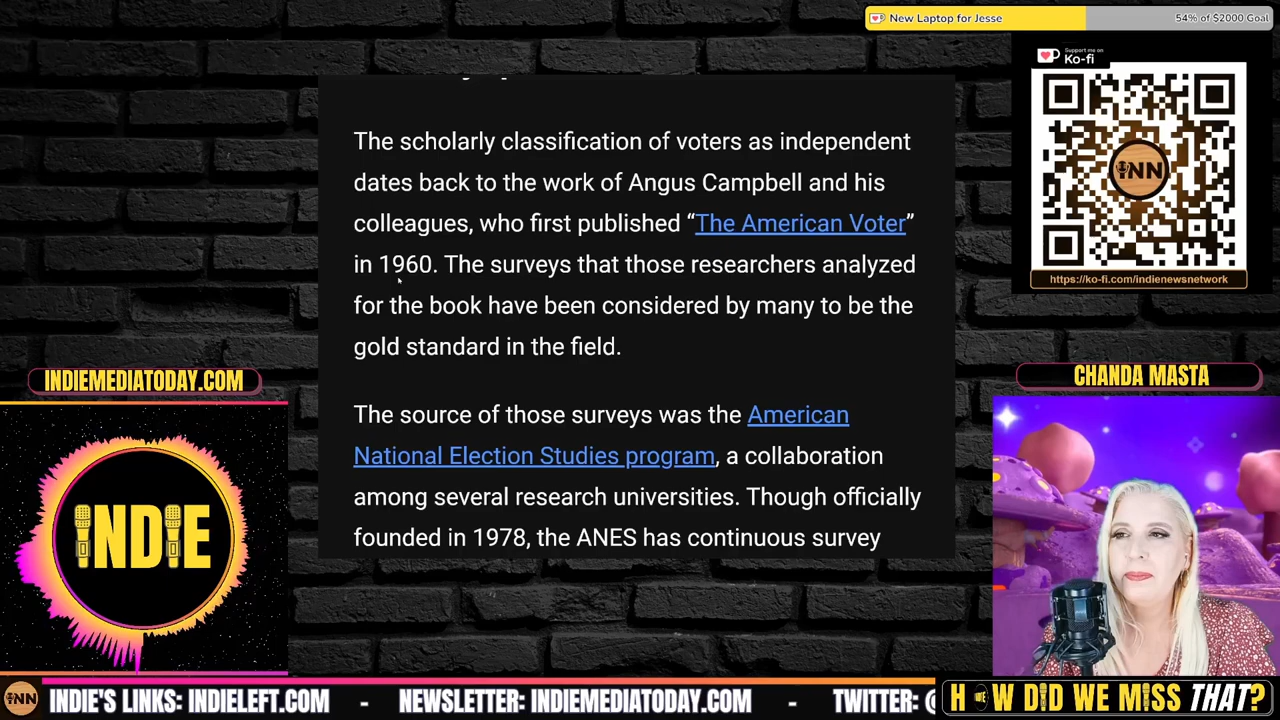 New Laptop for Jesse
54% of $2000 Goal
Support me on
Ko-fi
The scholarly classification of voters as independent
dates back to the work of Angus Campbell and his
colleagues, who first published “The American Voter”
in 1960. The surveys that those researchers analyzed
for the book have been considered by many to be the
gold standard in the field.
The source of those surveys was the American
National Election Studies program, a collaboration
among several research universities. Though officially
founded in 1978, the ANES has continuous survey
INN
https://ko-fi.com/indienewsnetwork
INDIEMEDIATODAY.COM
CHANDA MASTA
INDIE
INN
INDIE'S LINKS: INDIELEFT.COM - NEWSLETTER: INDIEMEDIATODAY.COM - TWITTER: @
HOW DID WE MISS THAT?